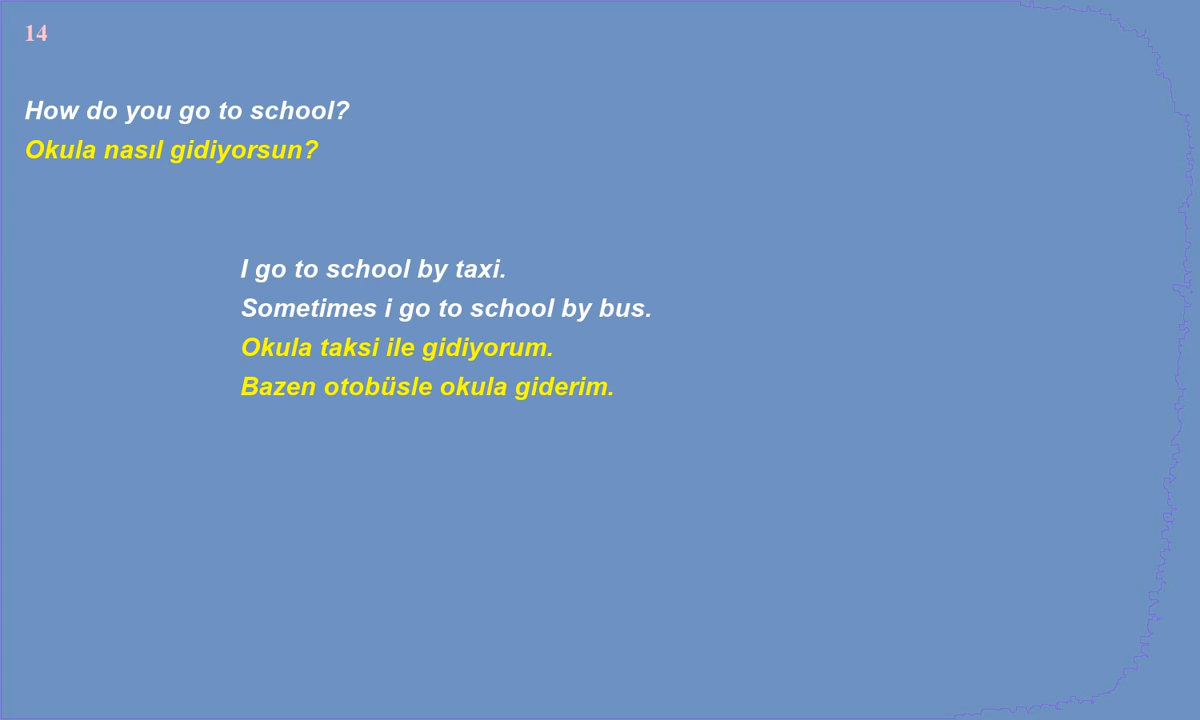 14
How do you go to school?
Okula nasıl gidiyorsun?
I go to school by taxi.
Sometimes i go to school by bus.
Okula taksi ile gidiyorum.
Bazen otobüsle okula giderim.